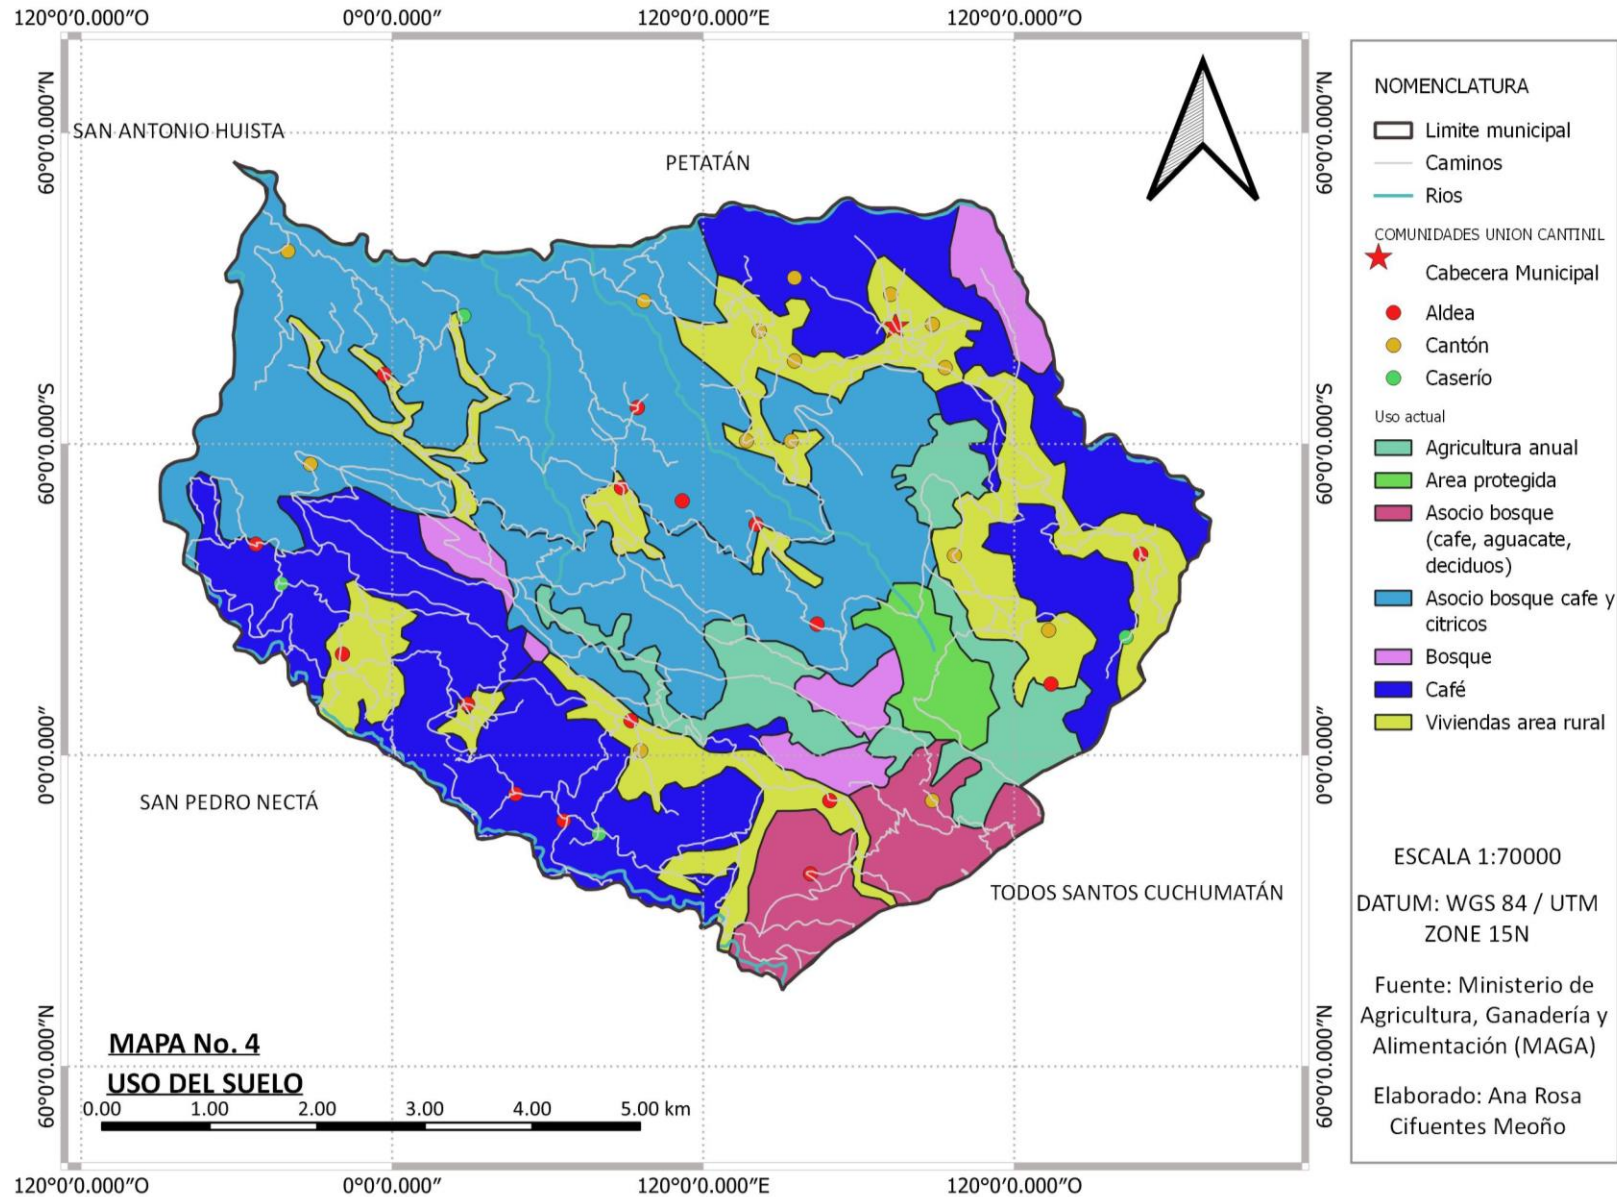 120°0'0.000"O
0°0'0.000"
120°0'0.000"E
120°0'0.000"O
60°0'0.000"N
60°0'0.000"S
0°0'0.000"
60°0'0.000"N
SAN ANTONIO HUISTA
PETATÁN
SAN PEDRO NECTÁ
TODOS SANTOS CUCHUMATÁN
MAPA No. 4
USO DEL SUELO
0.00 1.00 2.00 3.00 4.00 5.00 km
120°0'0.000"O
0°0'0.000"
120°0'0.000"E
120°0'0.000"O
60°0'0.000"N
60°0'0.000"S
0°0'0.000"
60°0'0.000"N
NOMENCLATURA
Limite municipal
Caminos
Rios
COMUNIDADES UNION CANTINIL
Cabecera Municipal
Aldea
Cantón
Caserío
Uso actual
Agricultura anual
Area protegida
Asocio bosque
(cafe, aguacate,
deciduos)
Asocio bosque cafe y
citricos
Bosque
Café
Viviendas area rural
ESCALA 1:70000
DATUM: WGS 84 / UTM
ZONE 15N
Fuente: Ministerio de
Agricultura, Ganadería y
Alimentación (MAGA)
Elaborado: Ana Rosa
Cifuentes Meoño